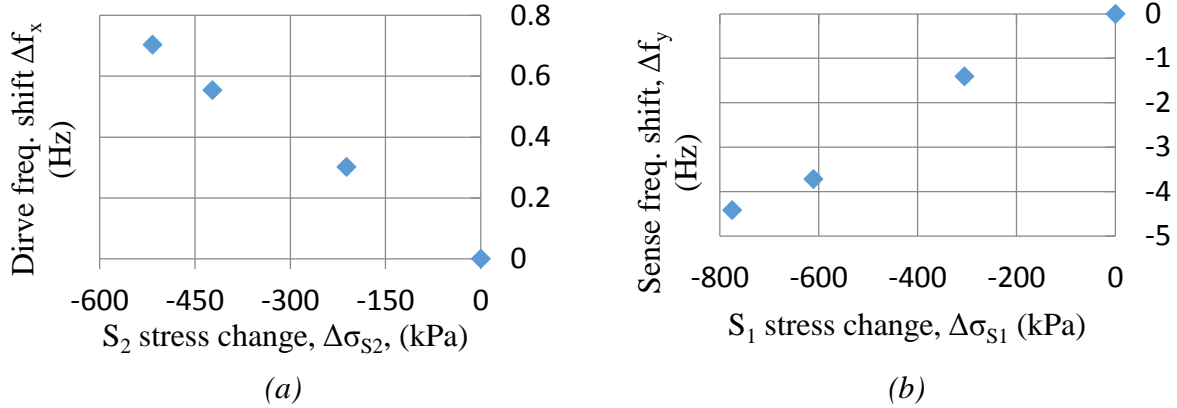 Dirve freq. shift Δfx
(Hz)
0.8
0.6
0.4
0.2
0
-600 -450 -300 -150 0
S2 stress change, ΔσS2, (kPa)
(a)
Sense freq. shift, Δfy
(Hz)
0
-1
-2
-3
-4
-5
-800 -600 -400 -200 0
S1 stress change, ΔσS1 (kPa)
(b)